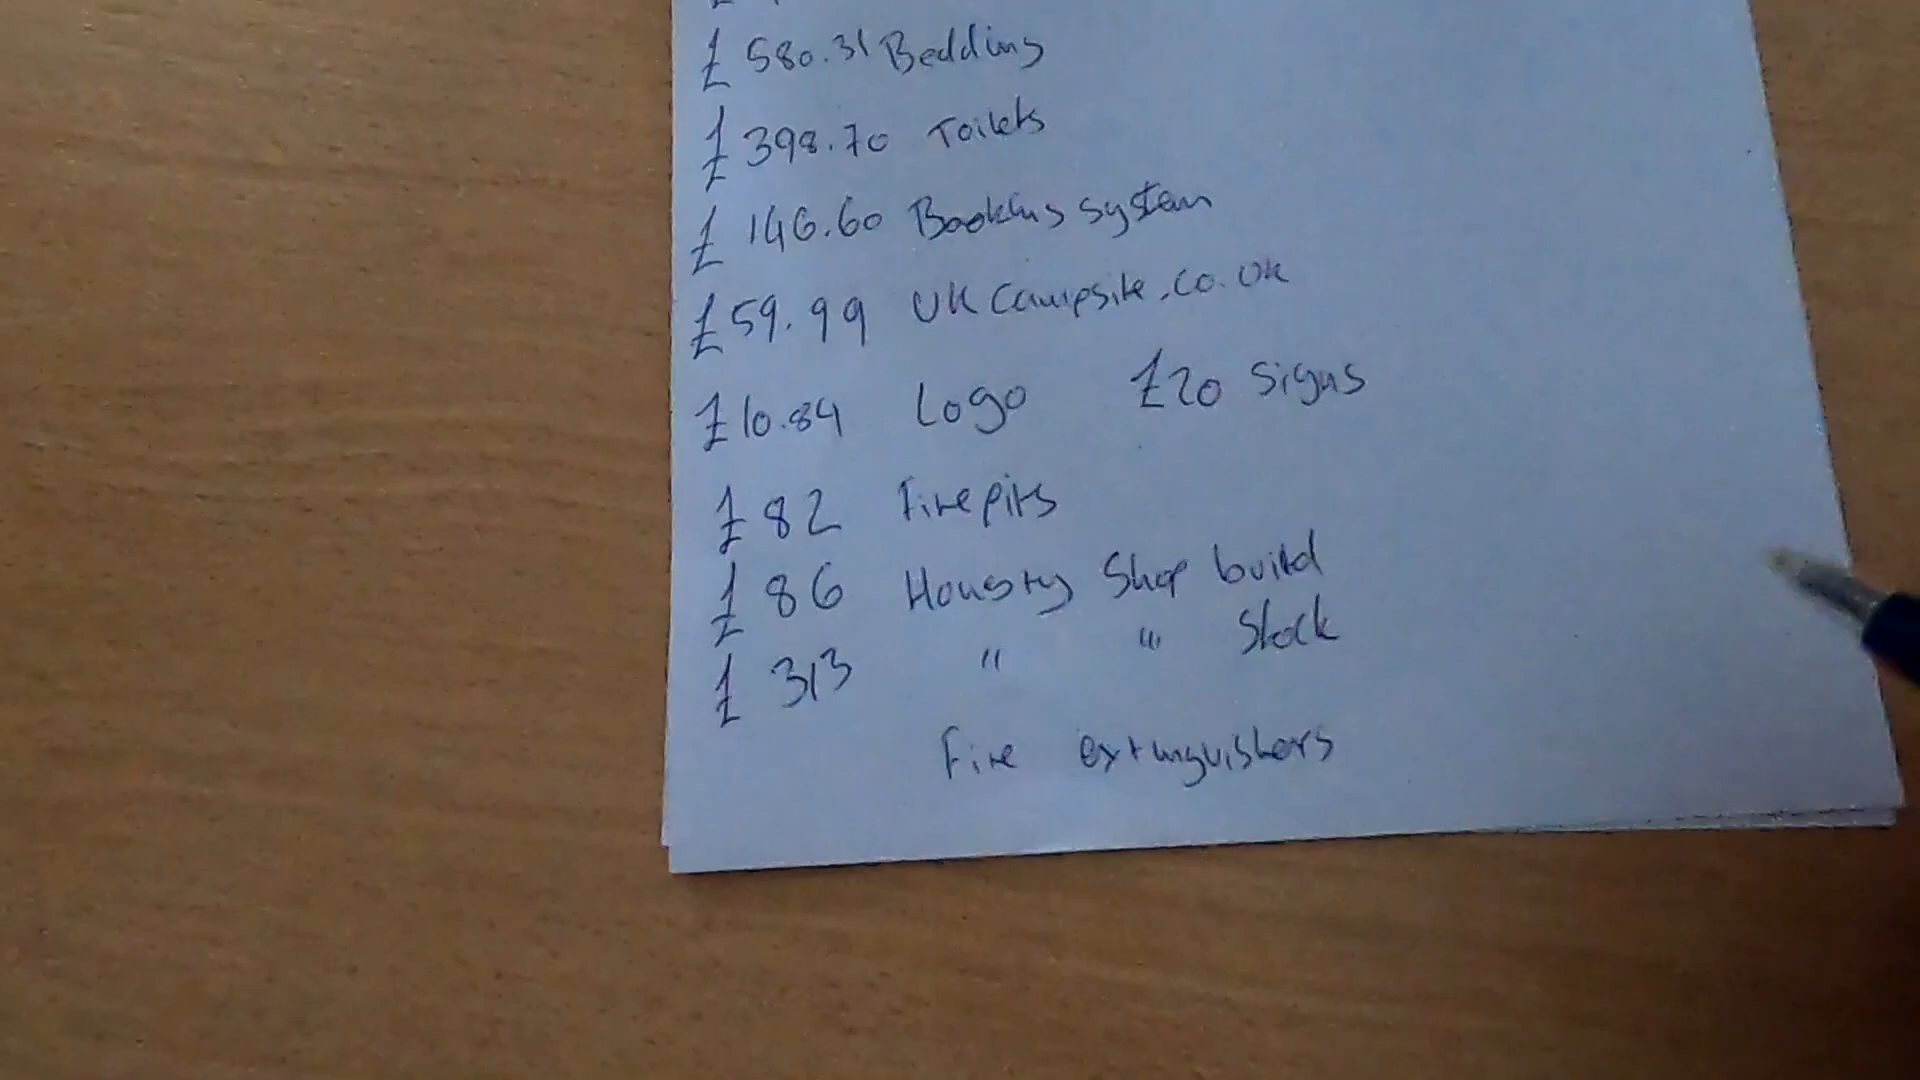 £580.31 Bedding
£398.70 Toilets
£146.60 Booking system
£59.99 UK Campsite.co.uk
£10.84 Logo £20 Signs
£82 Firepits
£86 Honesty Shop build
£313 " " Stock
Fire extinguishers